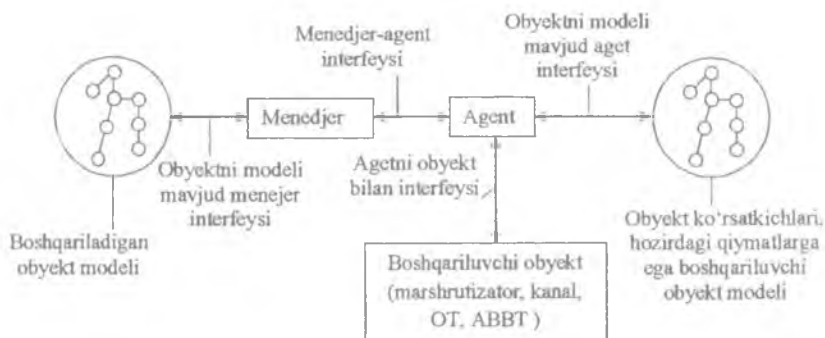 Menedjer-agent
interfeysi
Obyektni modeli
mavjud aget
interfeysi
Menedjer
Agent
Obyektni modeli
mavjud menejer
interfeysi
Agetni obyekt
bilan interfeysi
Boshqariladigan
obyekt modeli
Boshqariluvchi obyekt
(marshrutizator, kanal,
OT, ABBT )
Obyekt ko‘rsatkichlari,
hozirdagi qiymatlarga
ega boshqariluvchi
obyekt modeli